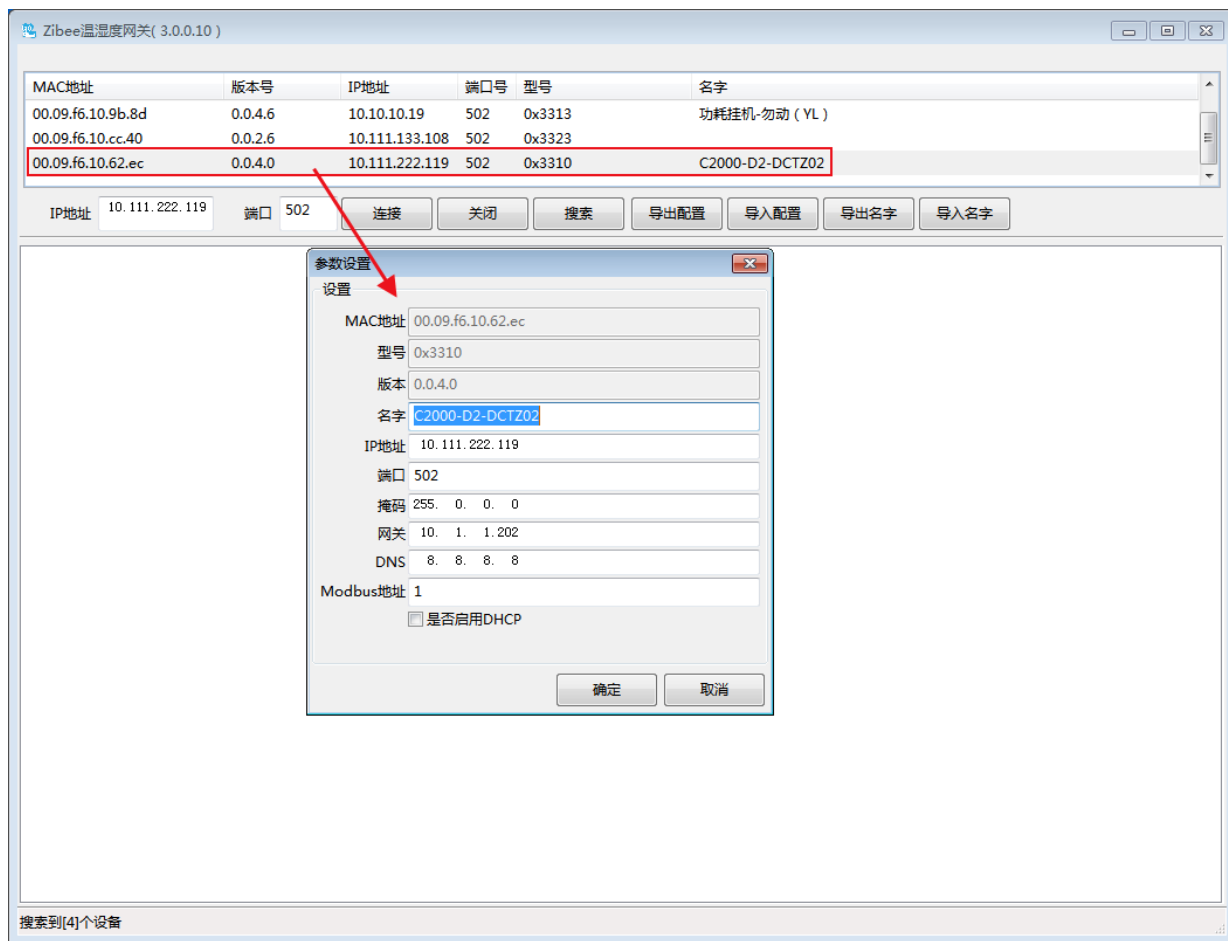 Zibee温湿度网关( 3.0.0.10 )
MAC地址 版本号 IP地址 端口号 型号 名字
00.09.f6.10.9b.8d 0.0.4.6 10.10.10.19 502 0x3313 功耗挂机-勿动（YL）
00.09.f6.10.cc.40 0.0.2.6 10.111.133.108 502 0x3323
00.09.f6.10.62.ec 0.0.4.0 10.111.222.119 502 0x3310 C2000-D2-DCTZ02
IP地址 10.111.222.119 端口 502 连接 关闭 搜索 导出配置 导入配置 导出名字 导入名字
参数设置
设置
MAC地址 00.09.f6.10.62.ec
型号 0x3310
版本 0.0.4.0
名字 C2000-D2-DCTZ02
IP地址 10.111.222.119
端口 502
掩码 255. 0. 0. 0
网关 10. 1. 1.202
DNS 8. 8. 8. 8
Modbus地址 1
是否启用DHCP
确定 取消
搜索到[4]个设备